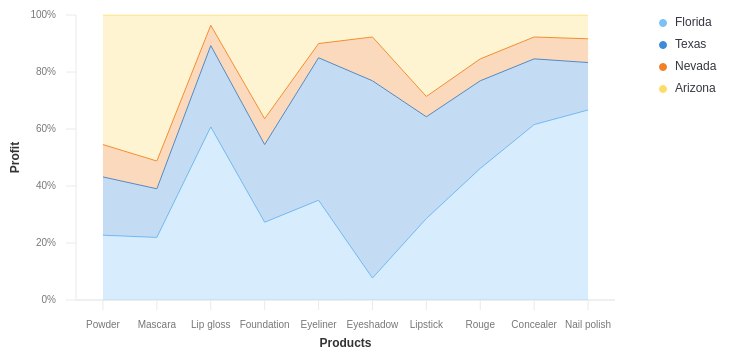 100%
80%
60%
40%
20%
0%
Profit
Powder Mascara Lip gloss Foundation Eyeliner Eyeshadow Lipstick Rouge Concealer Nail polish
Products
Florida
Texas
Nevada
Arizona